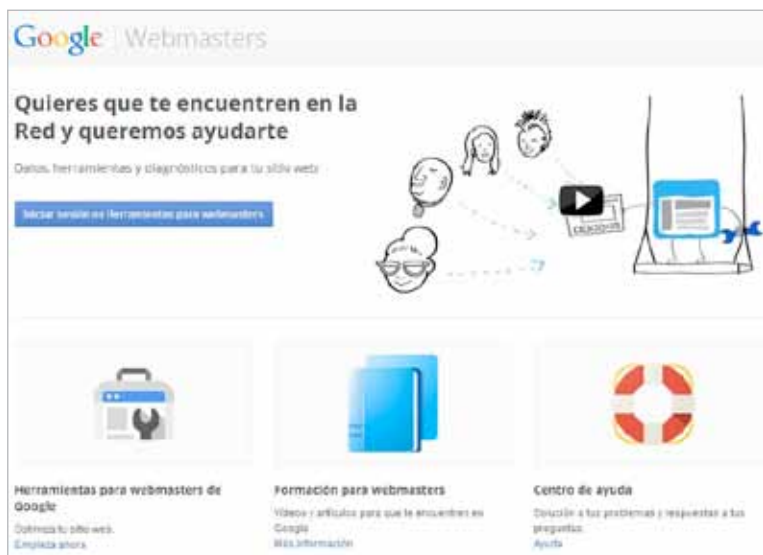 Google Webmasters
Quieres que te encuentren en la
Red y queremos ayudarte
Datos, herramientas y diagnósticos para tu sitio web
Iniciar sesión en Herramientas para webmasters
Herramientas para webmasters de
Google
Optimiza tu sitio web.
Empieza ahora
Formación para webmasters
Vídeos y artículos para que te encuentren en
Google
Más información
Centro de ayuda
Solución a tus problemas y respuestas a tus
preguntas.
Ayuda